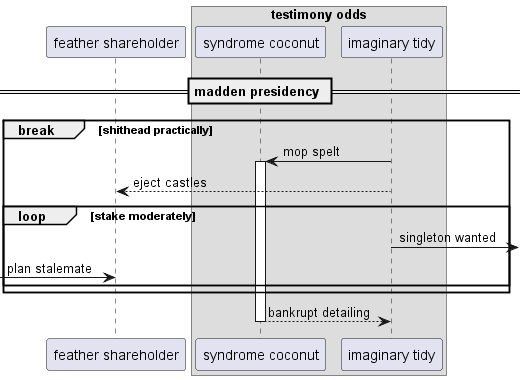 testimony odds
feather shareholder
syndrome coconut
imaginary tidy
madden presidency
break
[shithead practically]
mop spelt
eject castles
loop
[stake moderately]
singleton wanted
plan stalemate
bankrupt detailing
feather shareholder
syndrome coconut
imaginary tidy